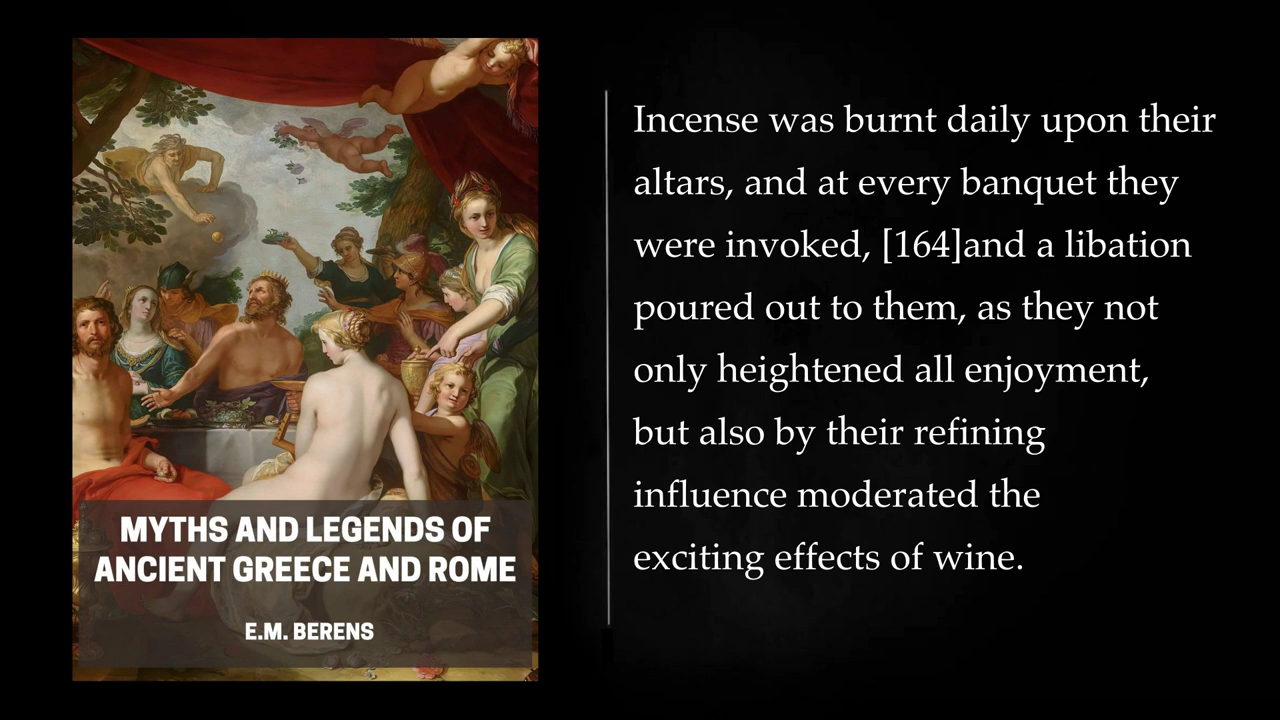 MYTHS AND LEGENDS OF
ANCIENT GREECE AND ROME
E.M. BERENS
Incense was burnt daily upon their
altars, and at every banquet they
were invoked, [164]and a libation
poured out to them, as they not
only heightened all enjoyment,
but also by their refining
influence moderated the
exciting effects of wine.